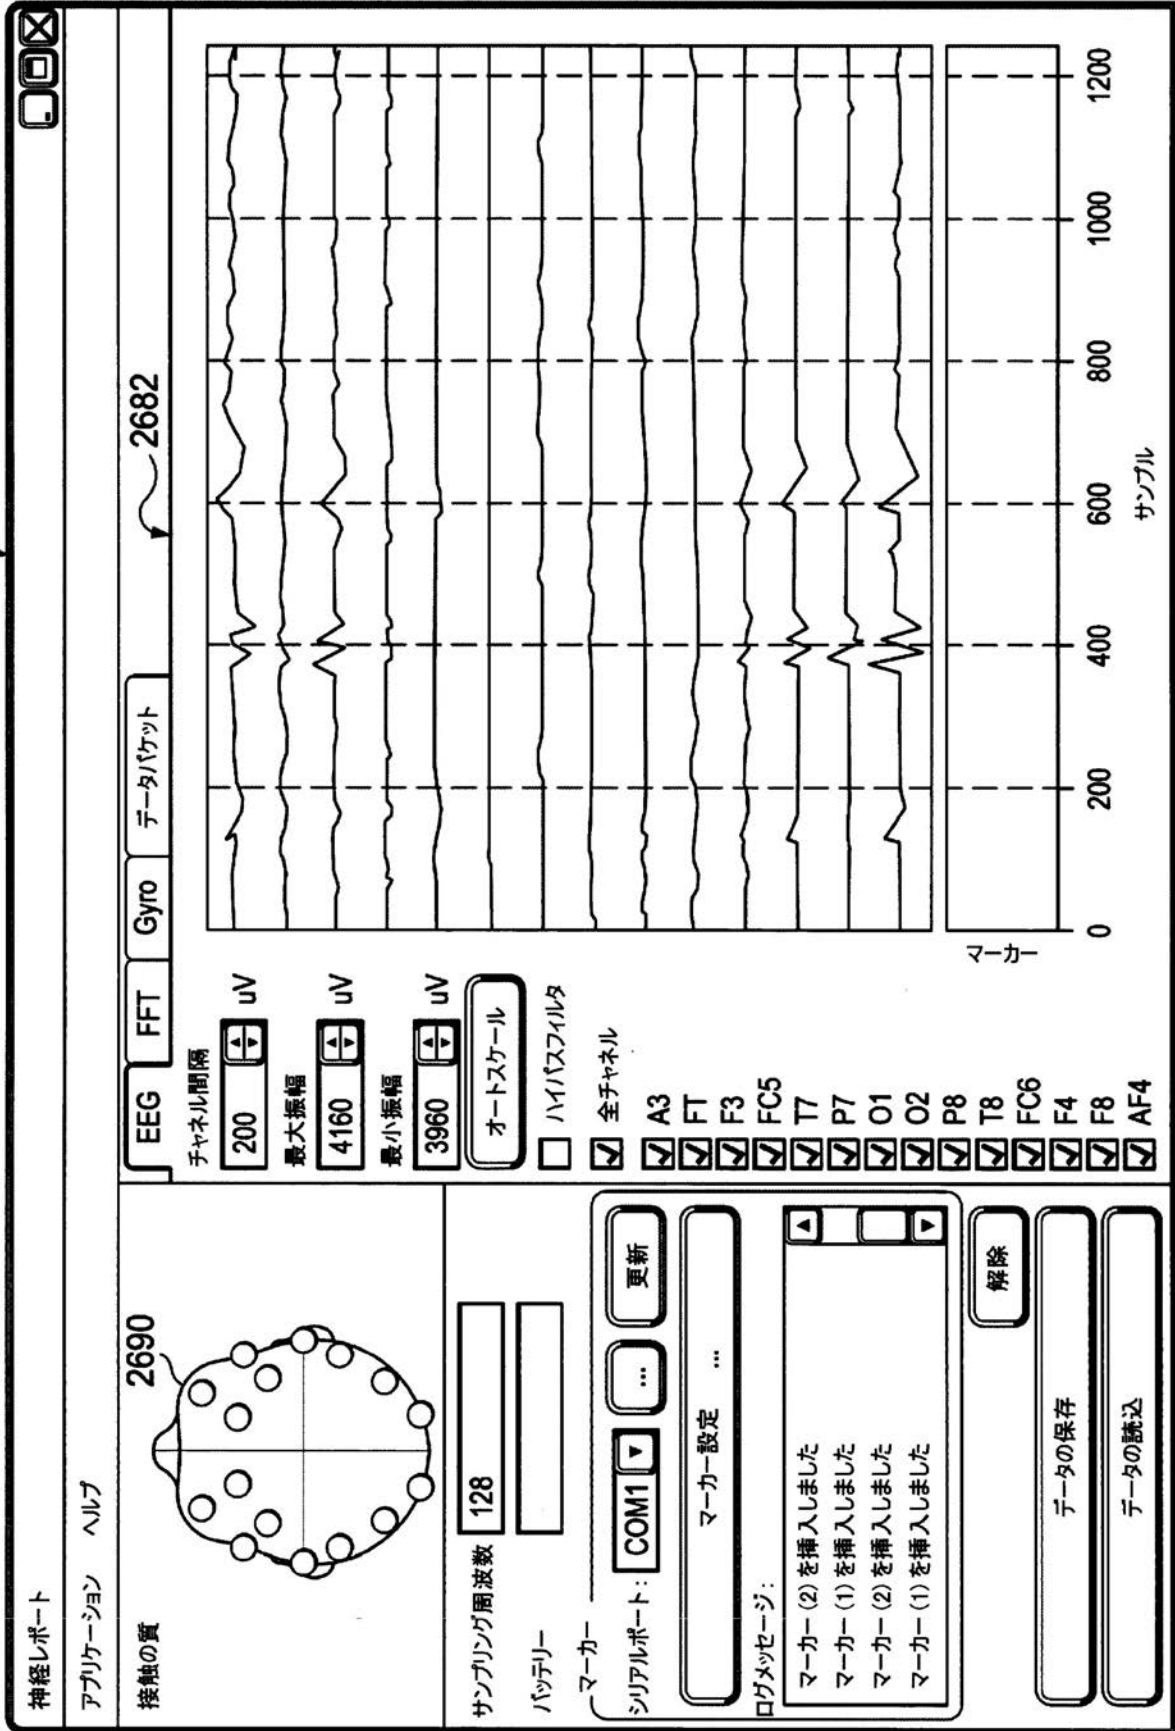 神経レポート
アプリケーション ヘルプ
接触の質
2690
サンプリング周波数 128
バッテリー
マーカー
シリアルポート: COM1 ... 更新
マーカー設定 ...
ログメッセージ:
マーカー (2) を挿入しました
マーカー (1) を挿入しました
マーカー (2) を挿入しました
マーカー (1) を挿入しました
解除
データの保存
データの読込
EEG FFT Gyro データパケット
2682
チャネル間隔
200 uV
最大振幅
4160 uV
最小振幅
3960 uV
オートスケール
ハイパスフィルタ
全チャネル
A3
FT
F3
FC5
T7
P7
O1
O2
P8
T8
FC6
F4
F8
AF4
マーカー
0 200 400 600 800 1000 1200
サンプル